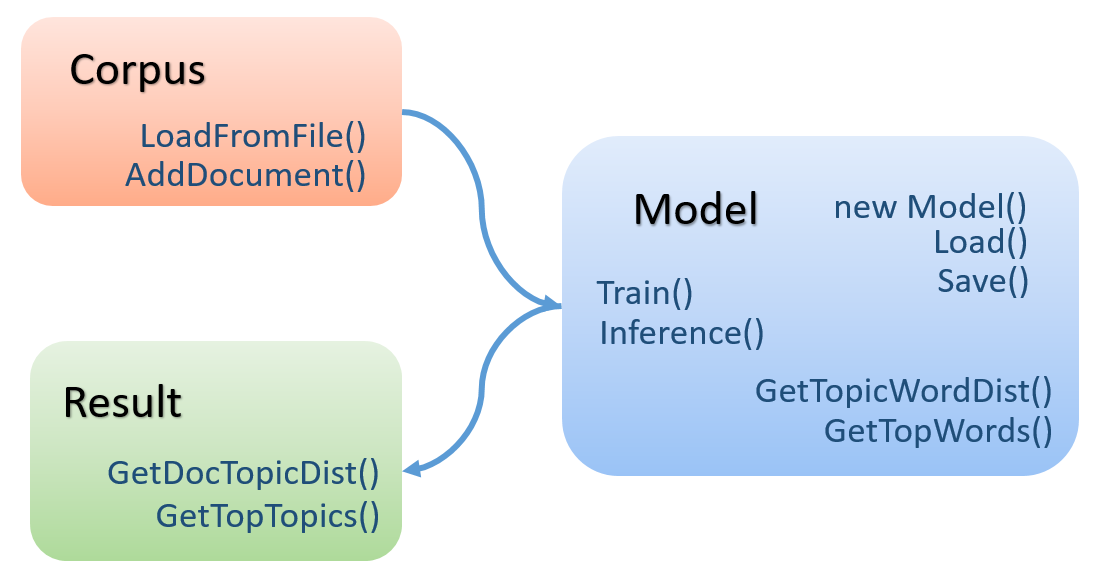 Corpus
LoadFromFile()
AddDocument()
Model
new Model()
Load()
Save()
Train()
Inference()
GetTopicWordDist()
GetTopWords()
Result
GetDocTopicDist()
GetTopTopics()